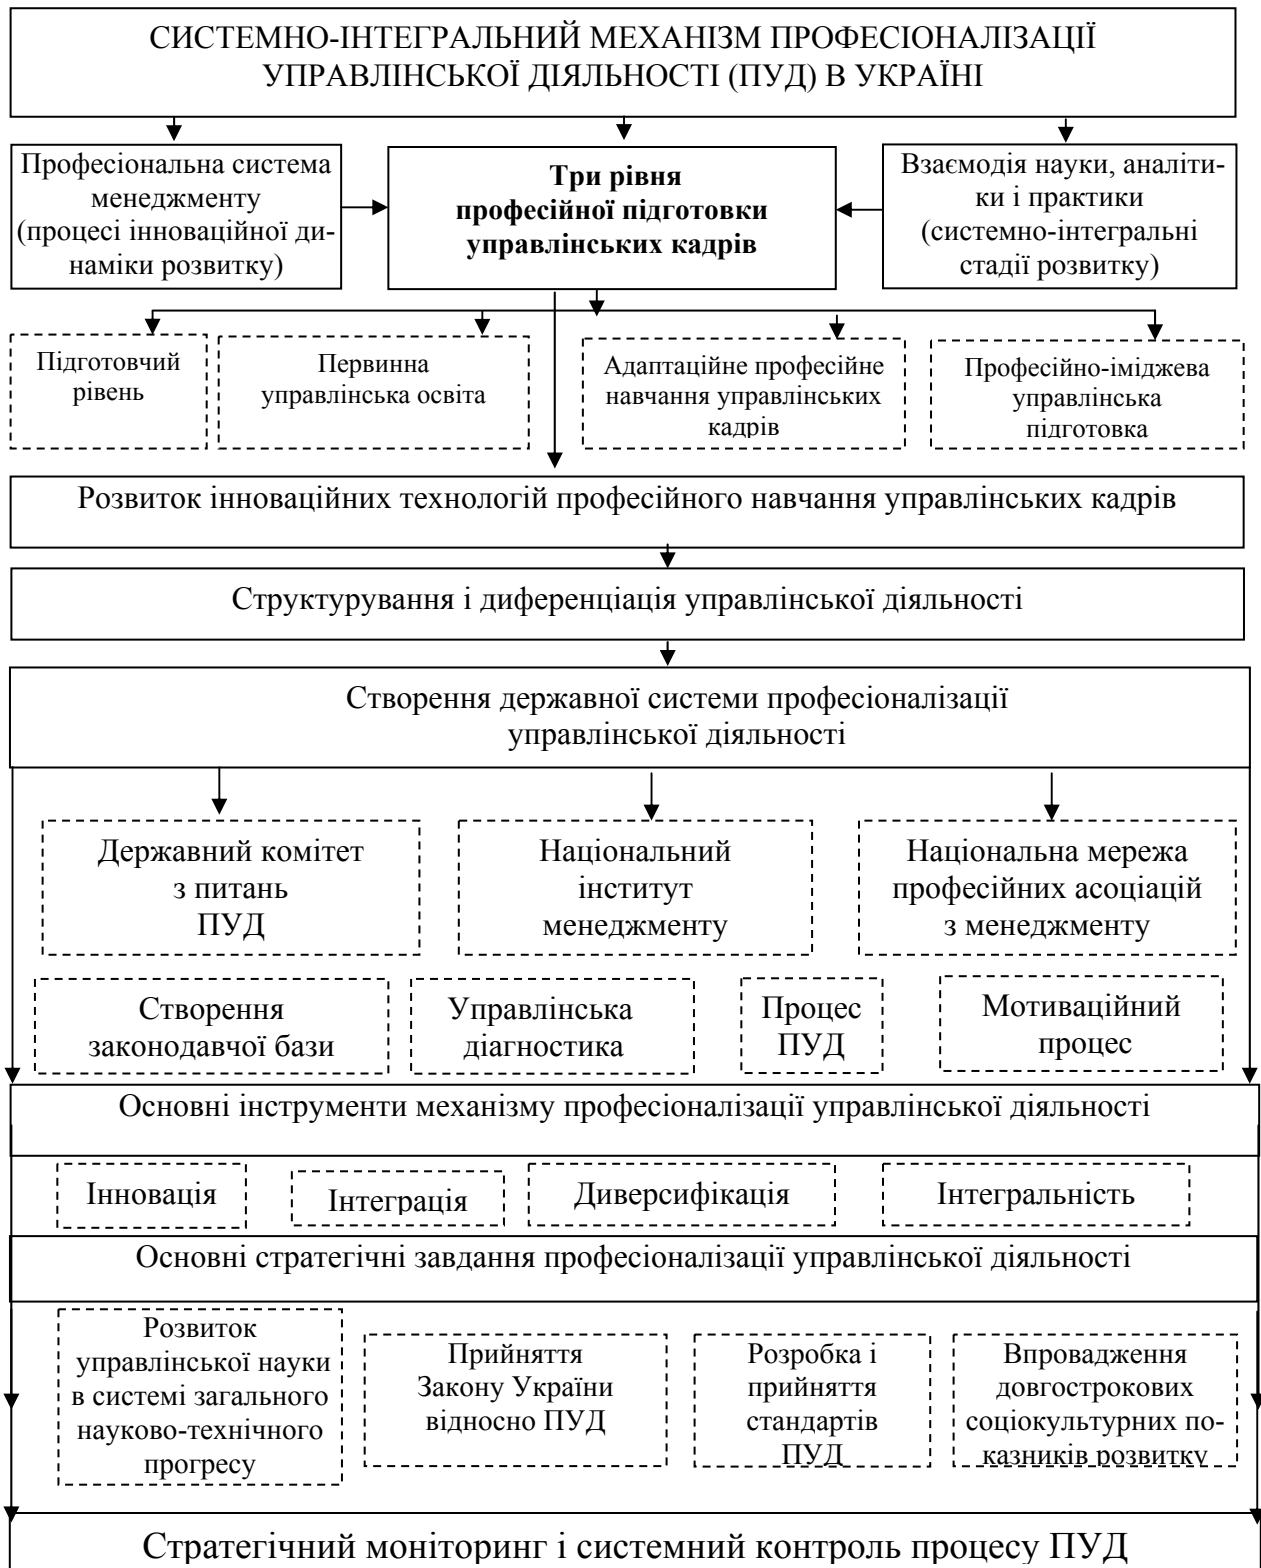 СИСТЕМНО-ІНТЕГРАЛЬНИЙ МЕХАНІЗМ ПРОФЕСІОНАЛІЗАЦІЇ
УПРАВЛІНСЬКОЇ ДІЯЛЬНОСТІ (ПУД) В УКРАЇНІ
Професіональна система
менеджменту
(процесі інноваційної ди-
наміки розвитку)
Три рівня
професійної підготовки
управлінських кадрів
Взаємодія науки, аналіти-
ки і практики
(системно-інтегральні
стадії розвитку)
Підготовчий
рівень
Первинна
управлінська освіта
Адаптаційне професійне
навчання управлінських
кадрів
Професійно-іміджева
управлінська
підготовка
Розвиток інноваційних технологій професійного навчання управлінських кадрів
Структурування і диференціація управлінської діяльності
Створення державної системи професіоналізації
управлінської діяльності
Державний комітет
з питань
ПУД
Національний
інститут
менеджменту
Національна мережа
професійних асоціацій
з менеджменту
Створення
законодавчої бази
Управлінська
діагностика
Процес
ПУД
Мотиваційний
процес
Основні інструменти механізму професіоналізації управлінської діяльності
Інновація
Інтеграція
Диверсифікація
Інтегральність
Основні стратегічні завдання професіоналізації управлінської діяльності
Розвиток
управлінської науки
в системі загального
науково-технічного
прогресу
Прийняття
Закону України
відносно ПУД
Розробка і
прийняття
стандартів
ПУД
Впровадження
довгострокових
соціокультурних по-
казників розвитку
Стратегічний моніторинг і системний контроль процесу ПУД